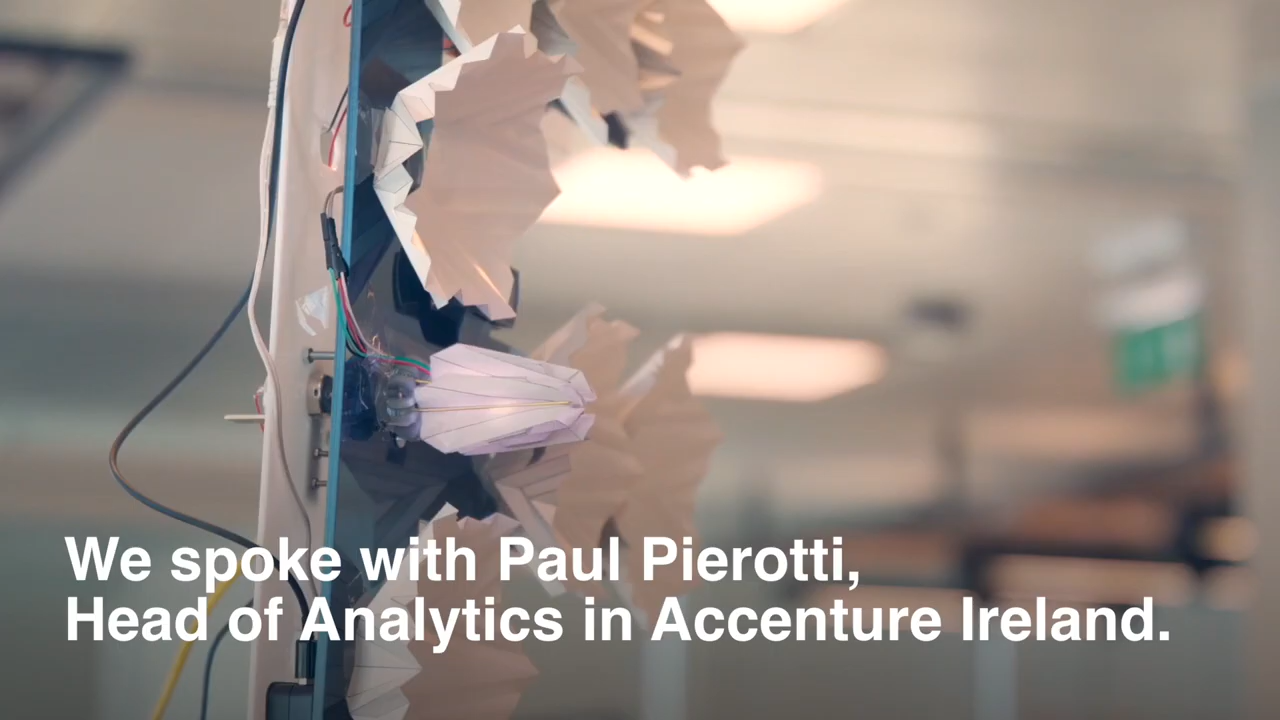 We spoke with Paul Pierotti,
Head of Analytics in Accenture Ireland.